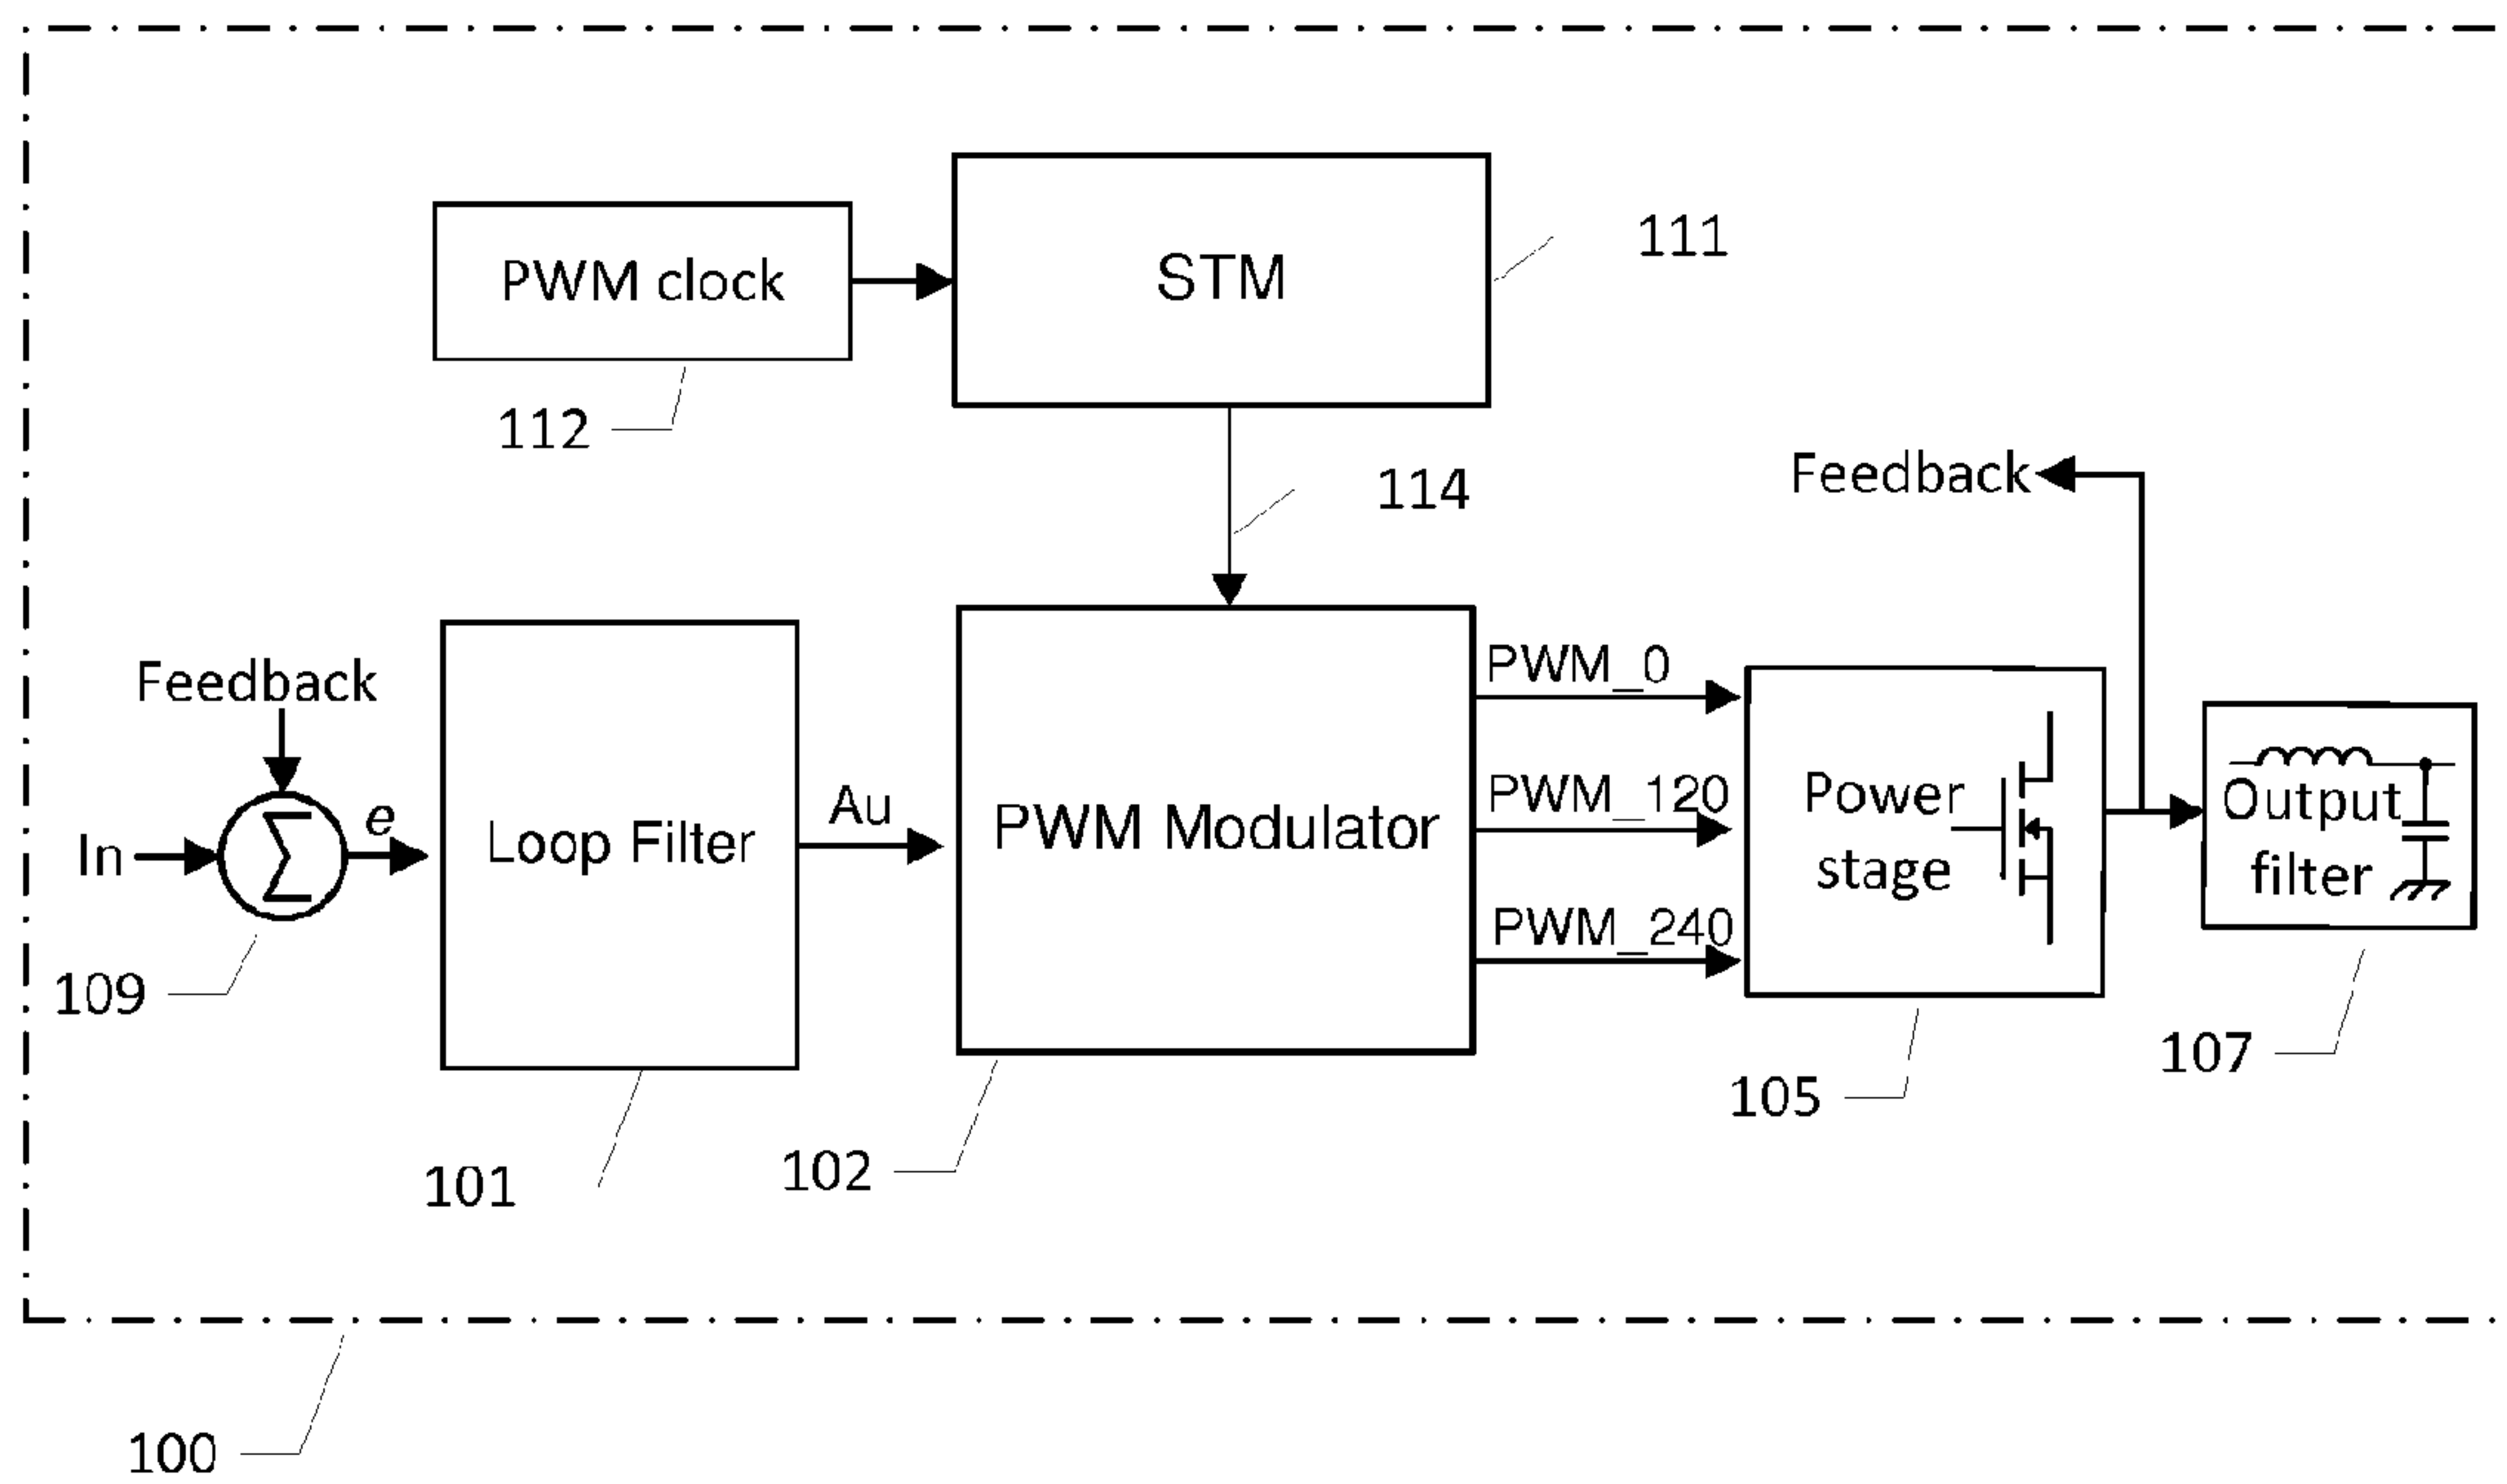 PWM clock
STM
111
112
114
Feedback
Feedback
In
Σ
e
Loop Filter
Au
PWM Modulator
PWM_0
PWM_120
PWM_240
Power
stage
Output
filter
109
101
102
105
107
100